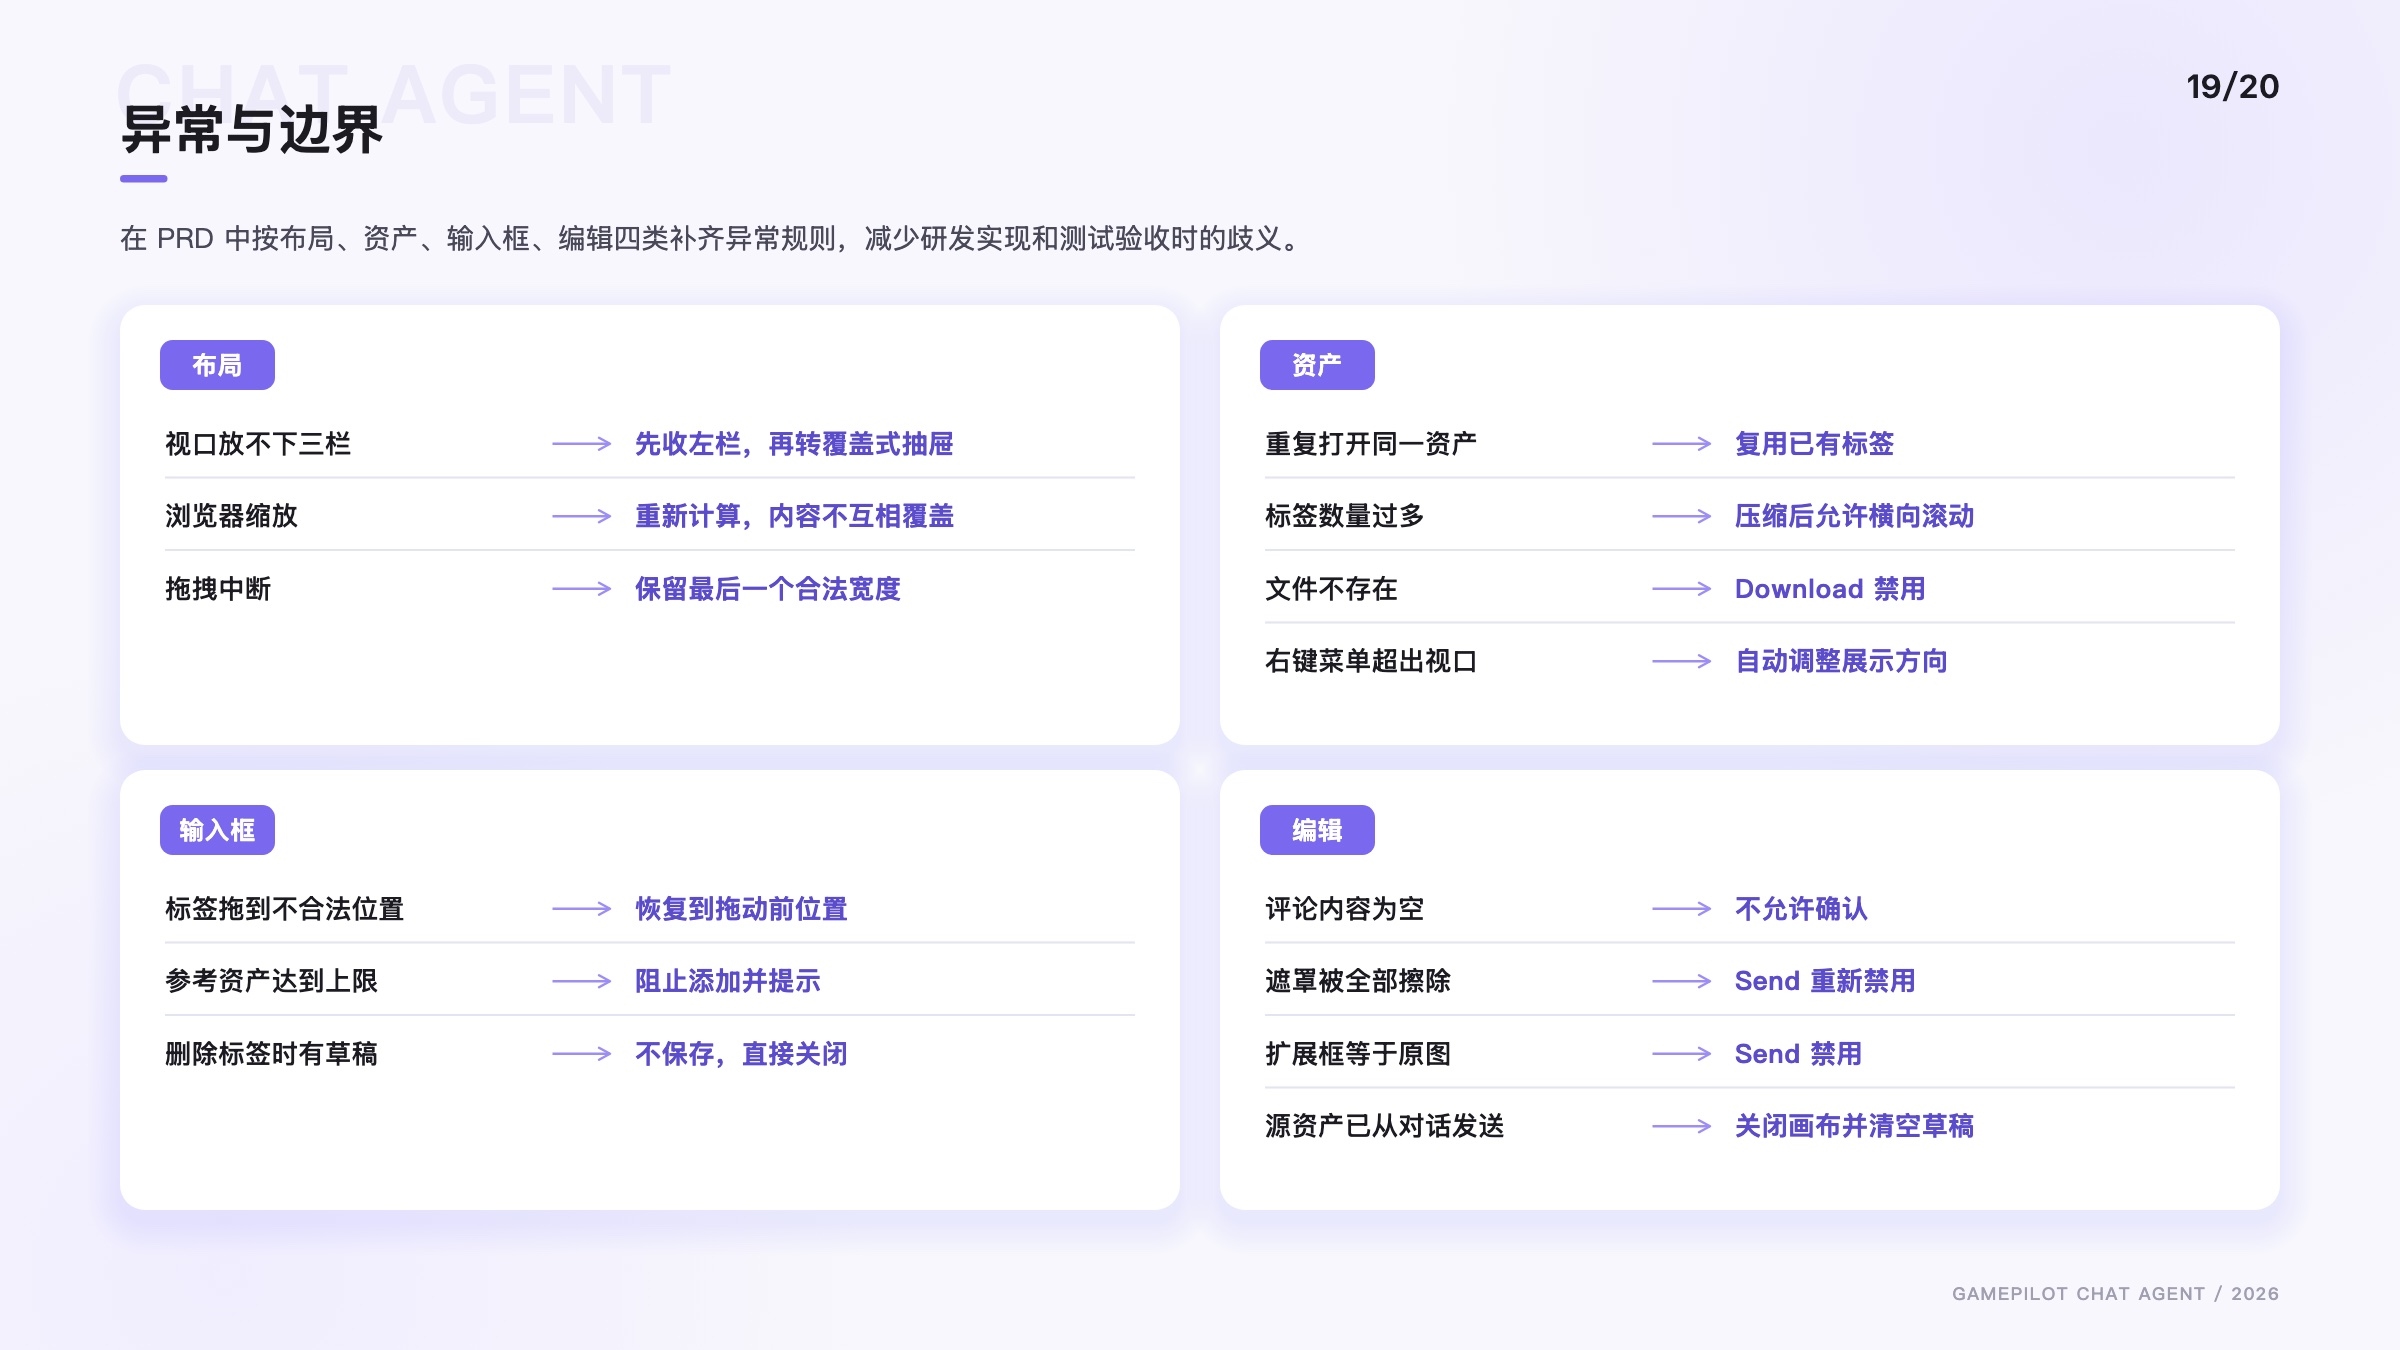 CHAT AGENT
19/20
异常与边界
在 PRD 中按布局、资产、输入框、编辑四类补齐异常规则，减少研发实现和测试验收时的歧义。
布局
视口放不下三栏 → 先收左栏，再转覆盖式抽屉
浏览器缩放 → 重新计算，内容不互相覆盖
拖拽中断 → 保留最后一个合法宽度
资产
重复打开同一资产 → 复用已有标签
标签数量过多 → 压缩后允许横向滚动
文件不存在 → Download 禁用
右键菜单超出视口 → 自动调整展示方向
输入框
标签拖到不合法位置 → 恢复到拖动前位置
参考资产达到上限 → 阻止添加并提示
删除标签时有草稿 → 不保存，直接关闭
编辑
评论内容为空 → 不允许确认
遮罩被全部擦除 → Send 重新禁用
扩展框等于原图 → Send 禁用
源资产已从对话发送 → 关闭画布并清空草稿
GAMEPILOT CHAT AGENT / 2026